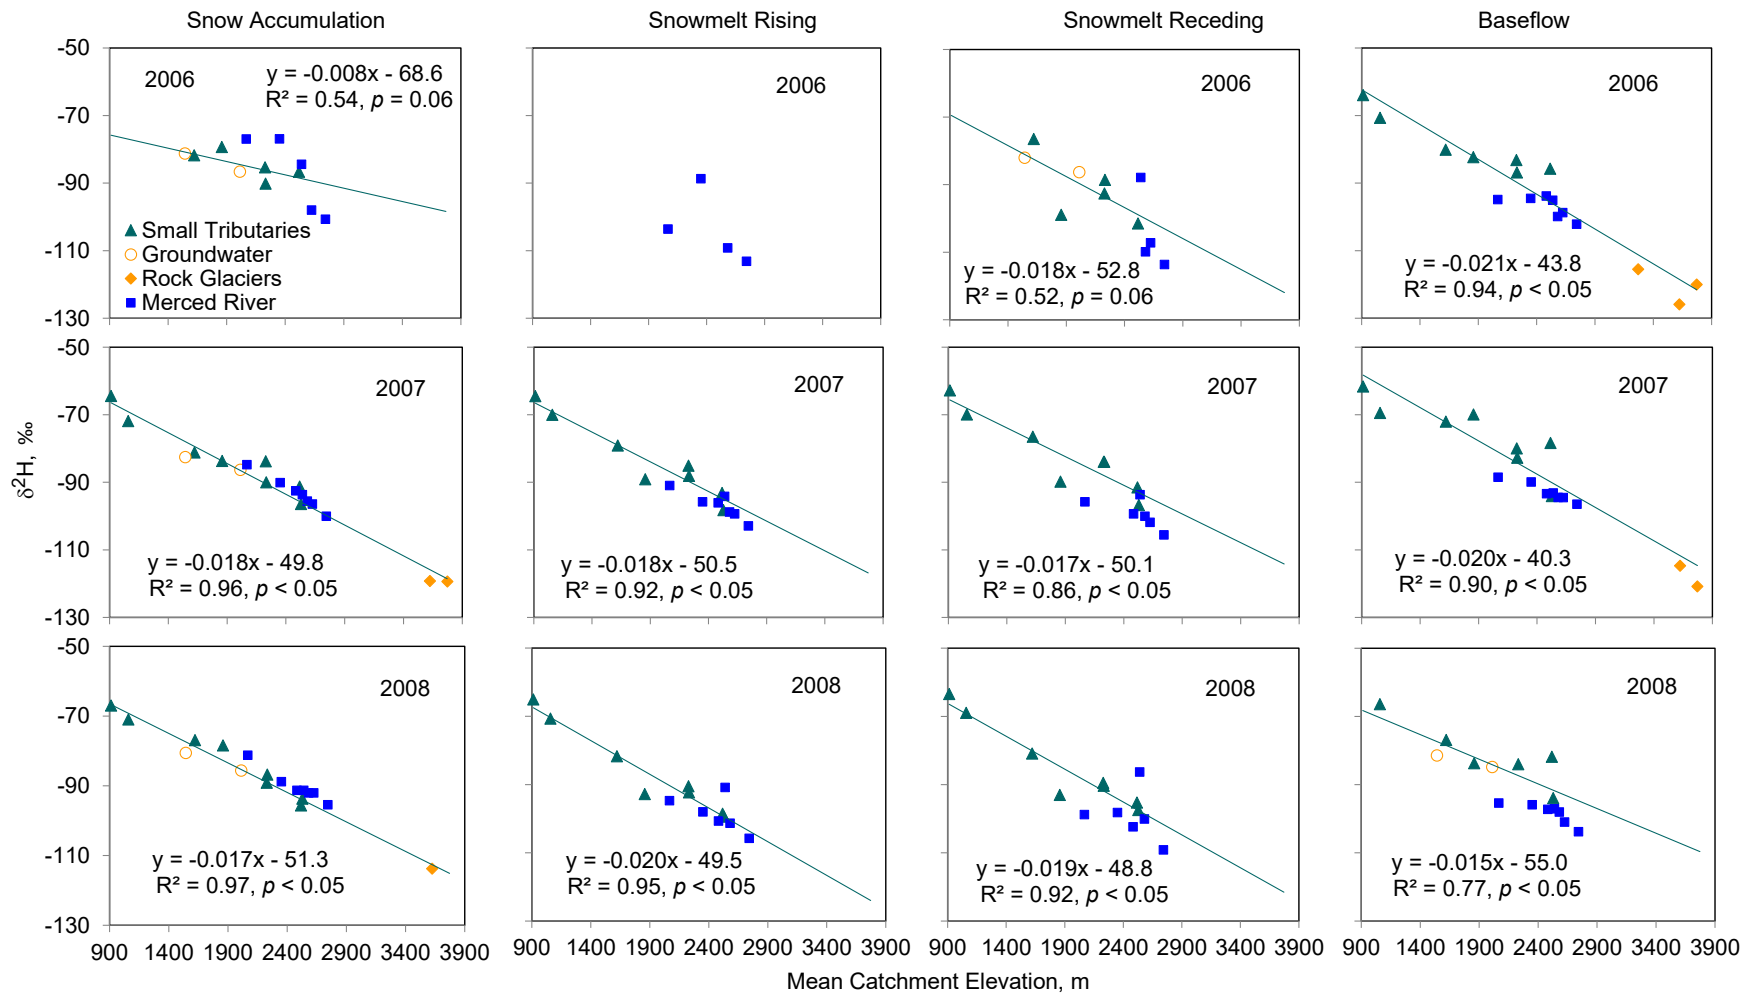 Snow Accumulation
Snowmelt Rising
Snowmelt Receding
Baseflow
-50
-70
-90
-110
-130
2006
y = -0.008x - 68.6
R² = 0.54, p = 0.06
Small Tributaries
Groundwater
Rock Glaciers
Merced River
2006
2006
y = -0.018x - 52.8
R² = 0.52, p = 0.06
2006
y = -0.021x - 43.8
R² = 0.94, p < 0.05
δ²H, ‰
-50
-70
-90
-110
-130
2007
y = -0.018x - 49.8
R² = 0.96, p < 0.05
2007
y = -0.018x - 50.5
R² = 0.92, p < 0.05
2007
y = -0.017x - 50.1
R² = 0.86, p < 0.05
2007
y = -0.020x - 40.3
R² = 0.90, p < 0.05
-50
-70
-90
-110
-130
2008
y = -0.017x - 51.3
R² = 0.97, p < 0.05
2008
y = -0.020x - 49.5
R² = 0.95, p < 0.05
2008
y = -0.019x - 48.8
R² = 0.92, p < 0.05
2008
y = -0.015x - 55.0
R² = 0.77, p < 0.05
900 1400 1900 2400 2900 3400 3900
900 1400 1900 2400 2900 3400 3900
900 1400 1900 2400 2900 3400 3900
900 1400 1900 2400 2900 3400 3900
Mean Catchment Elevation, m